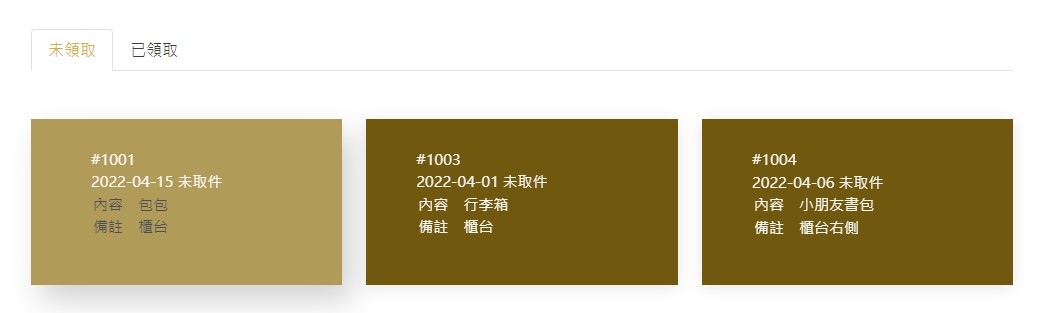 未領取
已領取
#1001
2022-04-15 未取件
內容 包包
備註 櫃台
#1003
2022-04-01 未取件
內容 行李箱
備註 櫃台
#1004
2022-04-06 未取件
內容 小朋友書包
備註 櫃台右側